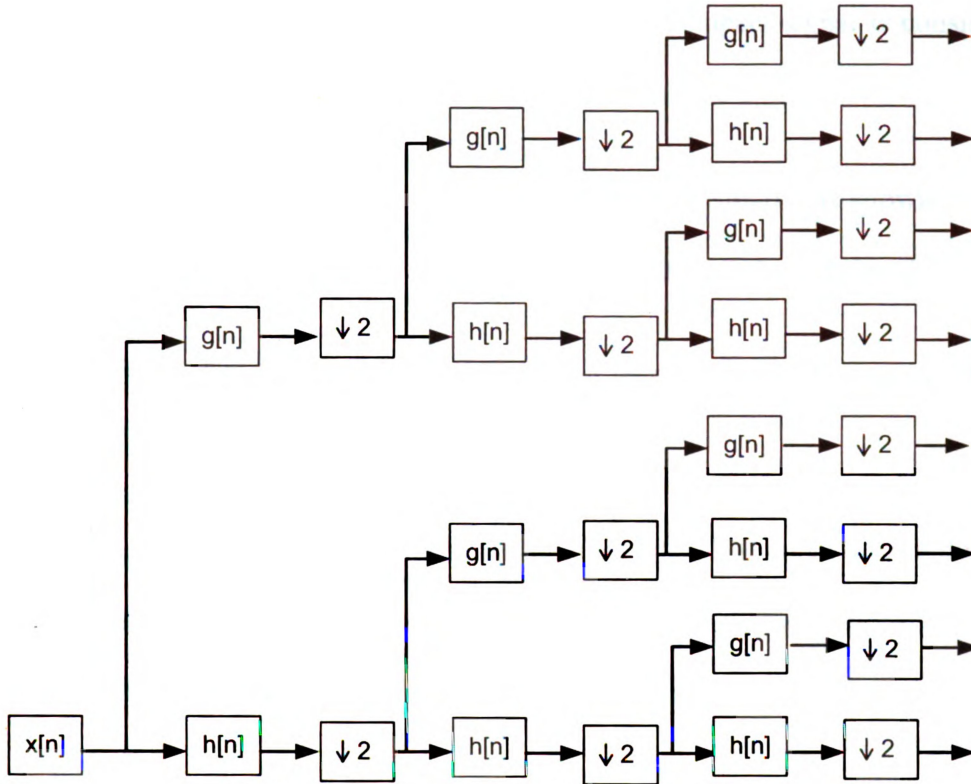 g[n] ↓ 2
g[n] ↓ 2 h[n] ↓ 2
g[n] ↓ 2
g[n] ↓ 2 h[n] ↓ 2 h[n] ↓ 2
g[n] ↓ 2
g[n] ↓ 2 h[n] ↓ 2
g[n] ↓ 2
x[n] h[n] ↓ 2 h[n] ↓ 2 h[n] ↓ 2